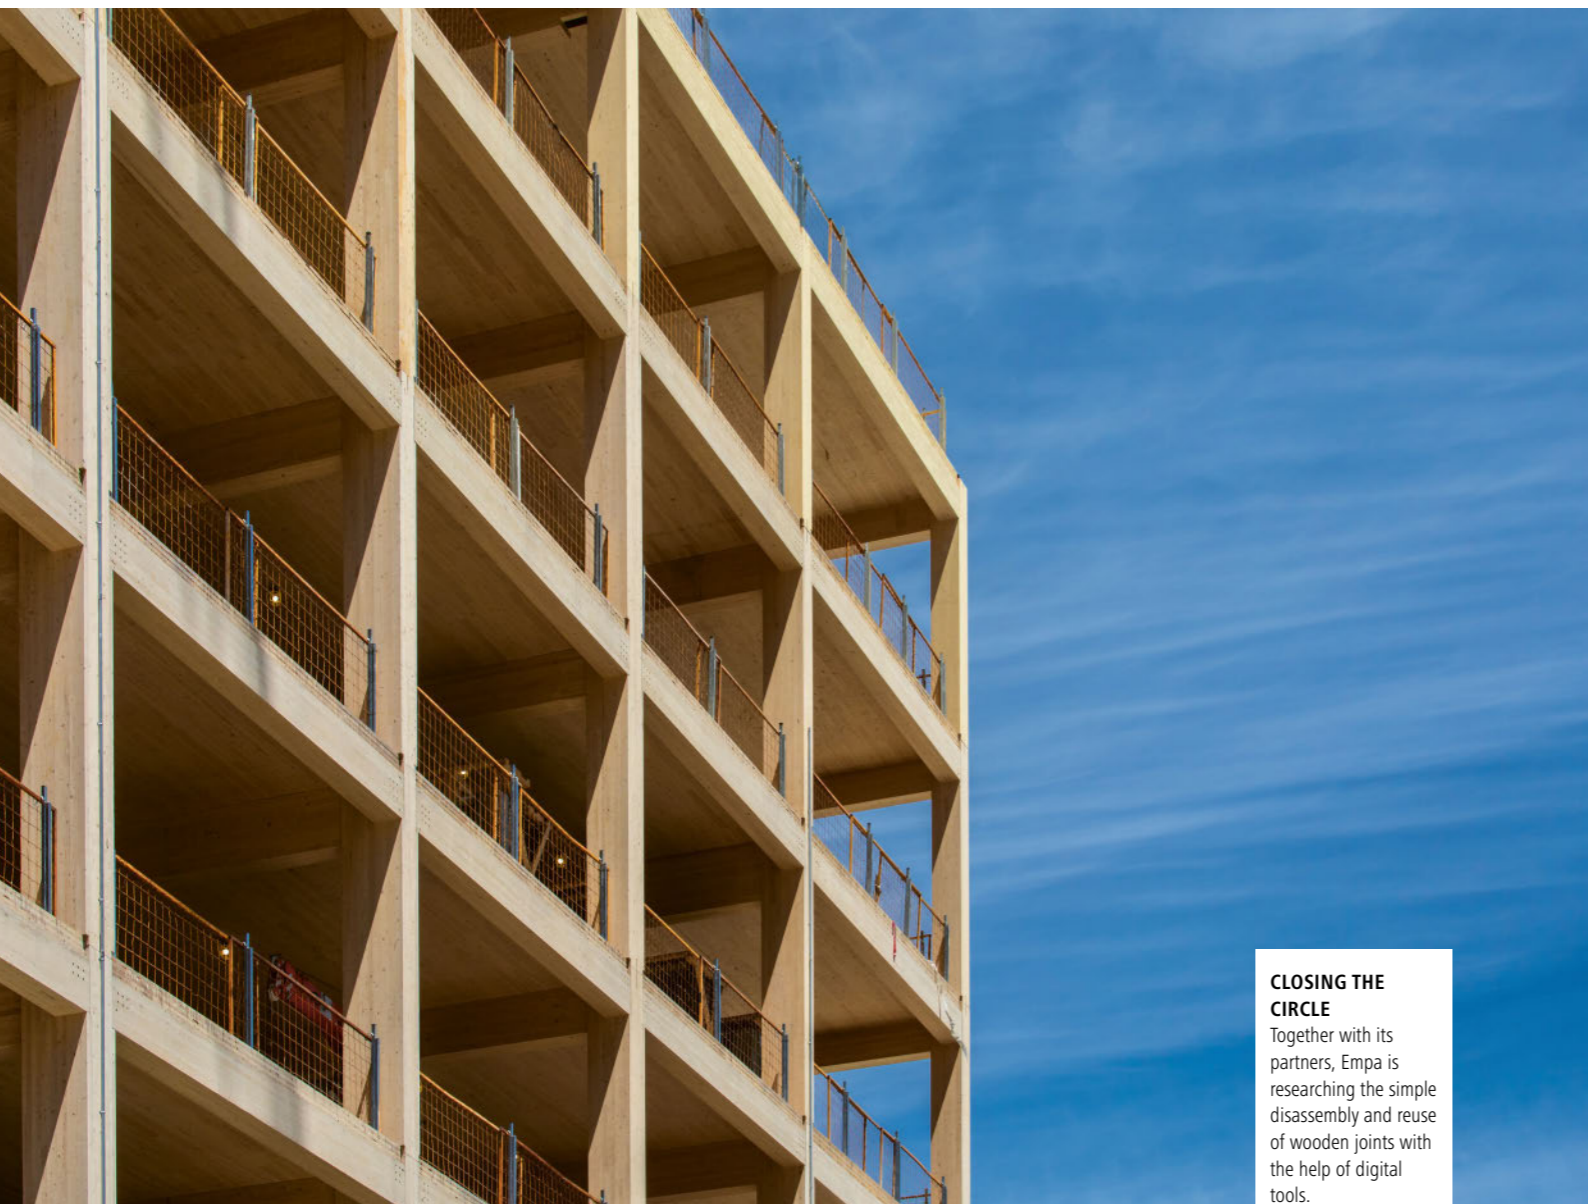 CLOSING THE
CIRCLE
Together with its
partners, Empa is
researching the simple
disassembly and reuse
of wooden joints with
the help of digital
tools.